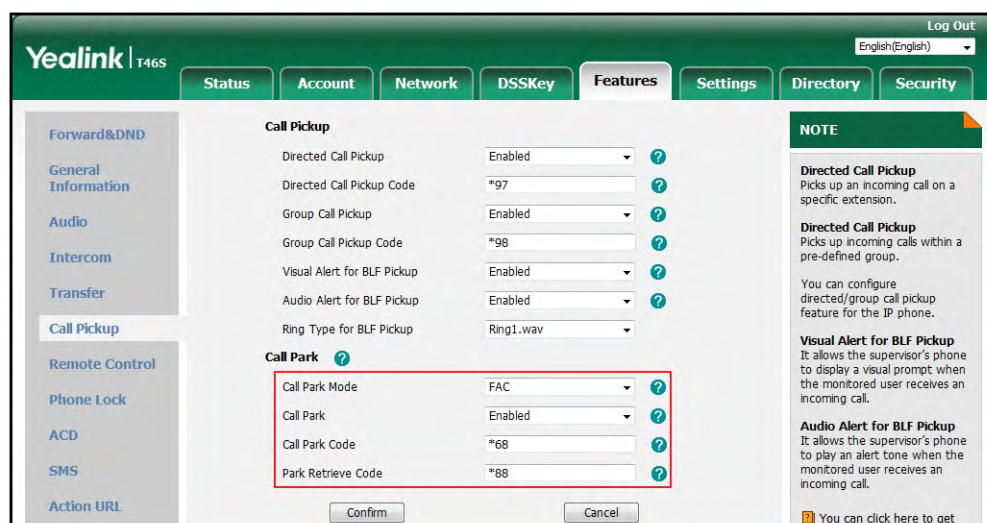 Log Out
Yealink T46S
English(English)
Status Account Network DSSKey Features Settings Directory Security
Forward&DND
General
Information
Audio
Intercom
Transfer
Call Pickup
Remote Control
Phone Lock
ACD
SMS
Action URL
Call Pickup
Directed Call Pickup Enabled ?
Directed Call Pickup Code *97 ?
Group Call Pickup Enabled ?
Group Call Pickup Code *98 ?
Visual Alert for BLF Pickup Enabled ?
Audio Alert for BLF Pickup Enabled ?
Ring Type for BLF Pickup Ring1.wav
Call Park ?
Call Park Mode FAC ?
Call Park Enabled ?
Call Park Code *68 ?
Park Retrieve Code *88 ?
Confirm Cancel
NOTE
Directed Call Pickup
Picks up an incoming call on a
specific extension.
Directed Call Pickup
Picks up incoming calls within a
pre-defined group.
You can configure
directed/group call pickup
feature for the IP phone.
Visual Alert for BLF Pickup
It allows the supervisor's phone
to display a visual prompt when
the monitored user receives an
incoming call.
Audio Alert for BLF Pickup
It allows the supervisor's phone
to play an alert tone when the
monitored user receives an
incoming call.
? You can click here to get